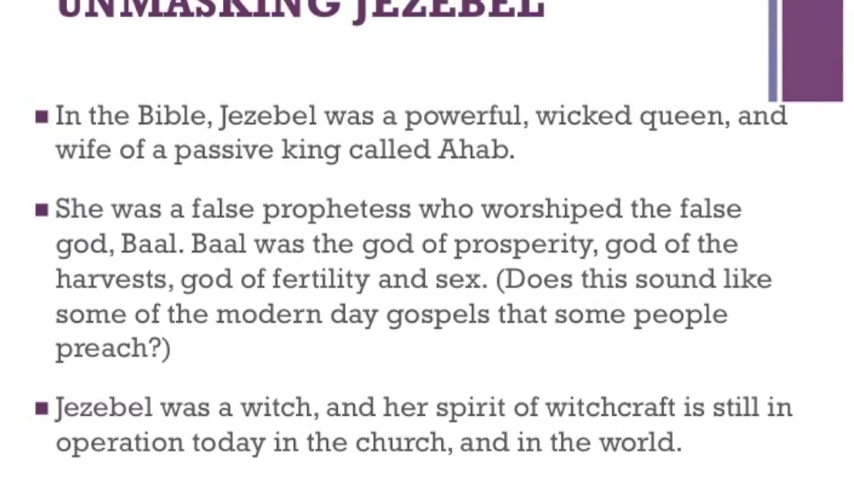 UNMASKING JEZEBEL
In the Bible, Jezebel was a powerful, wicked queen, and
wife of a passive king called Ahab.
She was a false prophetess who worshiped the false
god, Baal. Baal was the god of prosperity, god of the
harvests, god of fertility and sex. (Does this sound like
some of the modern day gospels that some people
preach?)
Jezebel was a witch, and her spirit of witchcraft is still in
operation today in the church, and in the world.